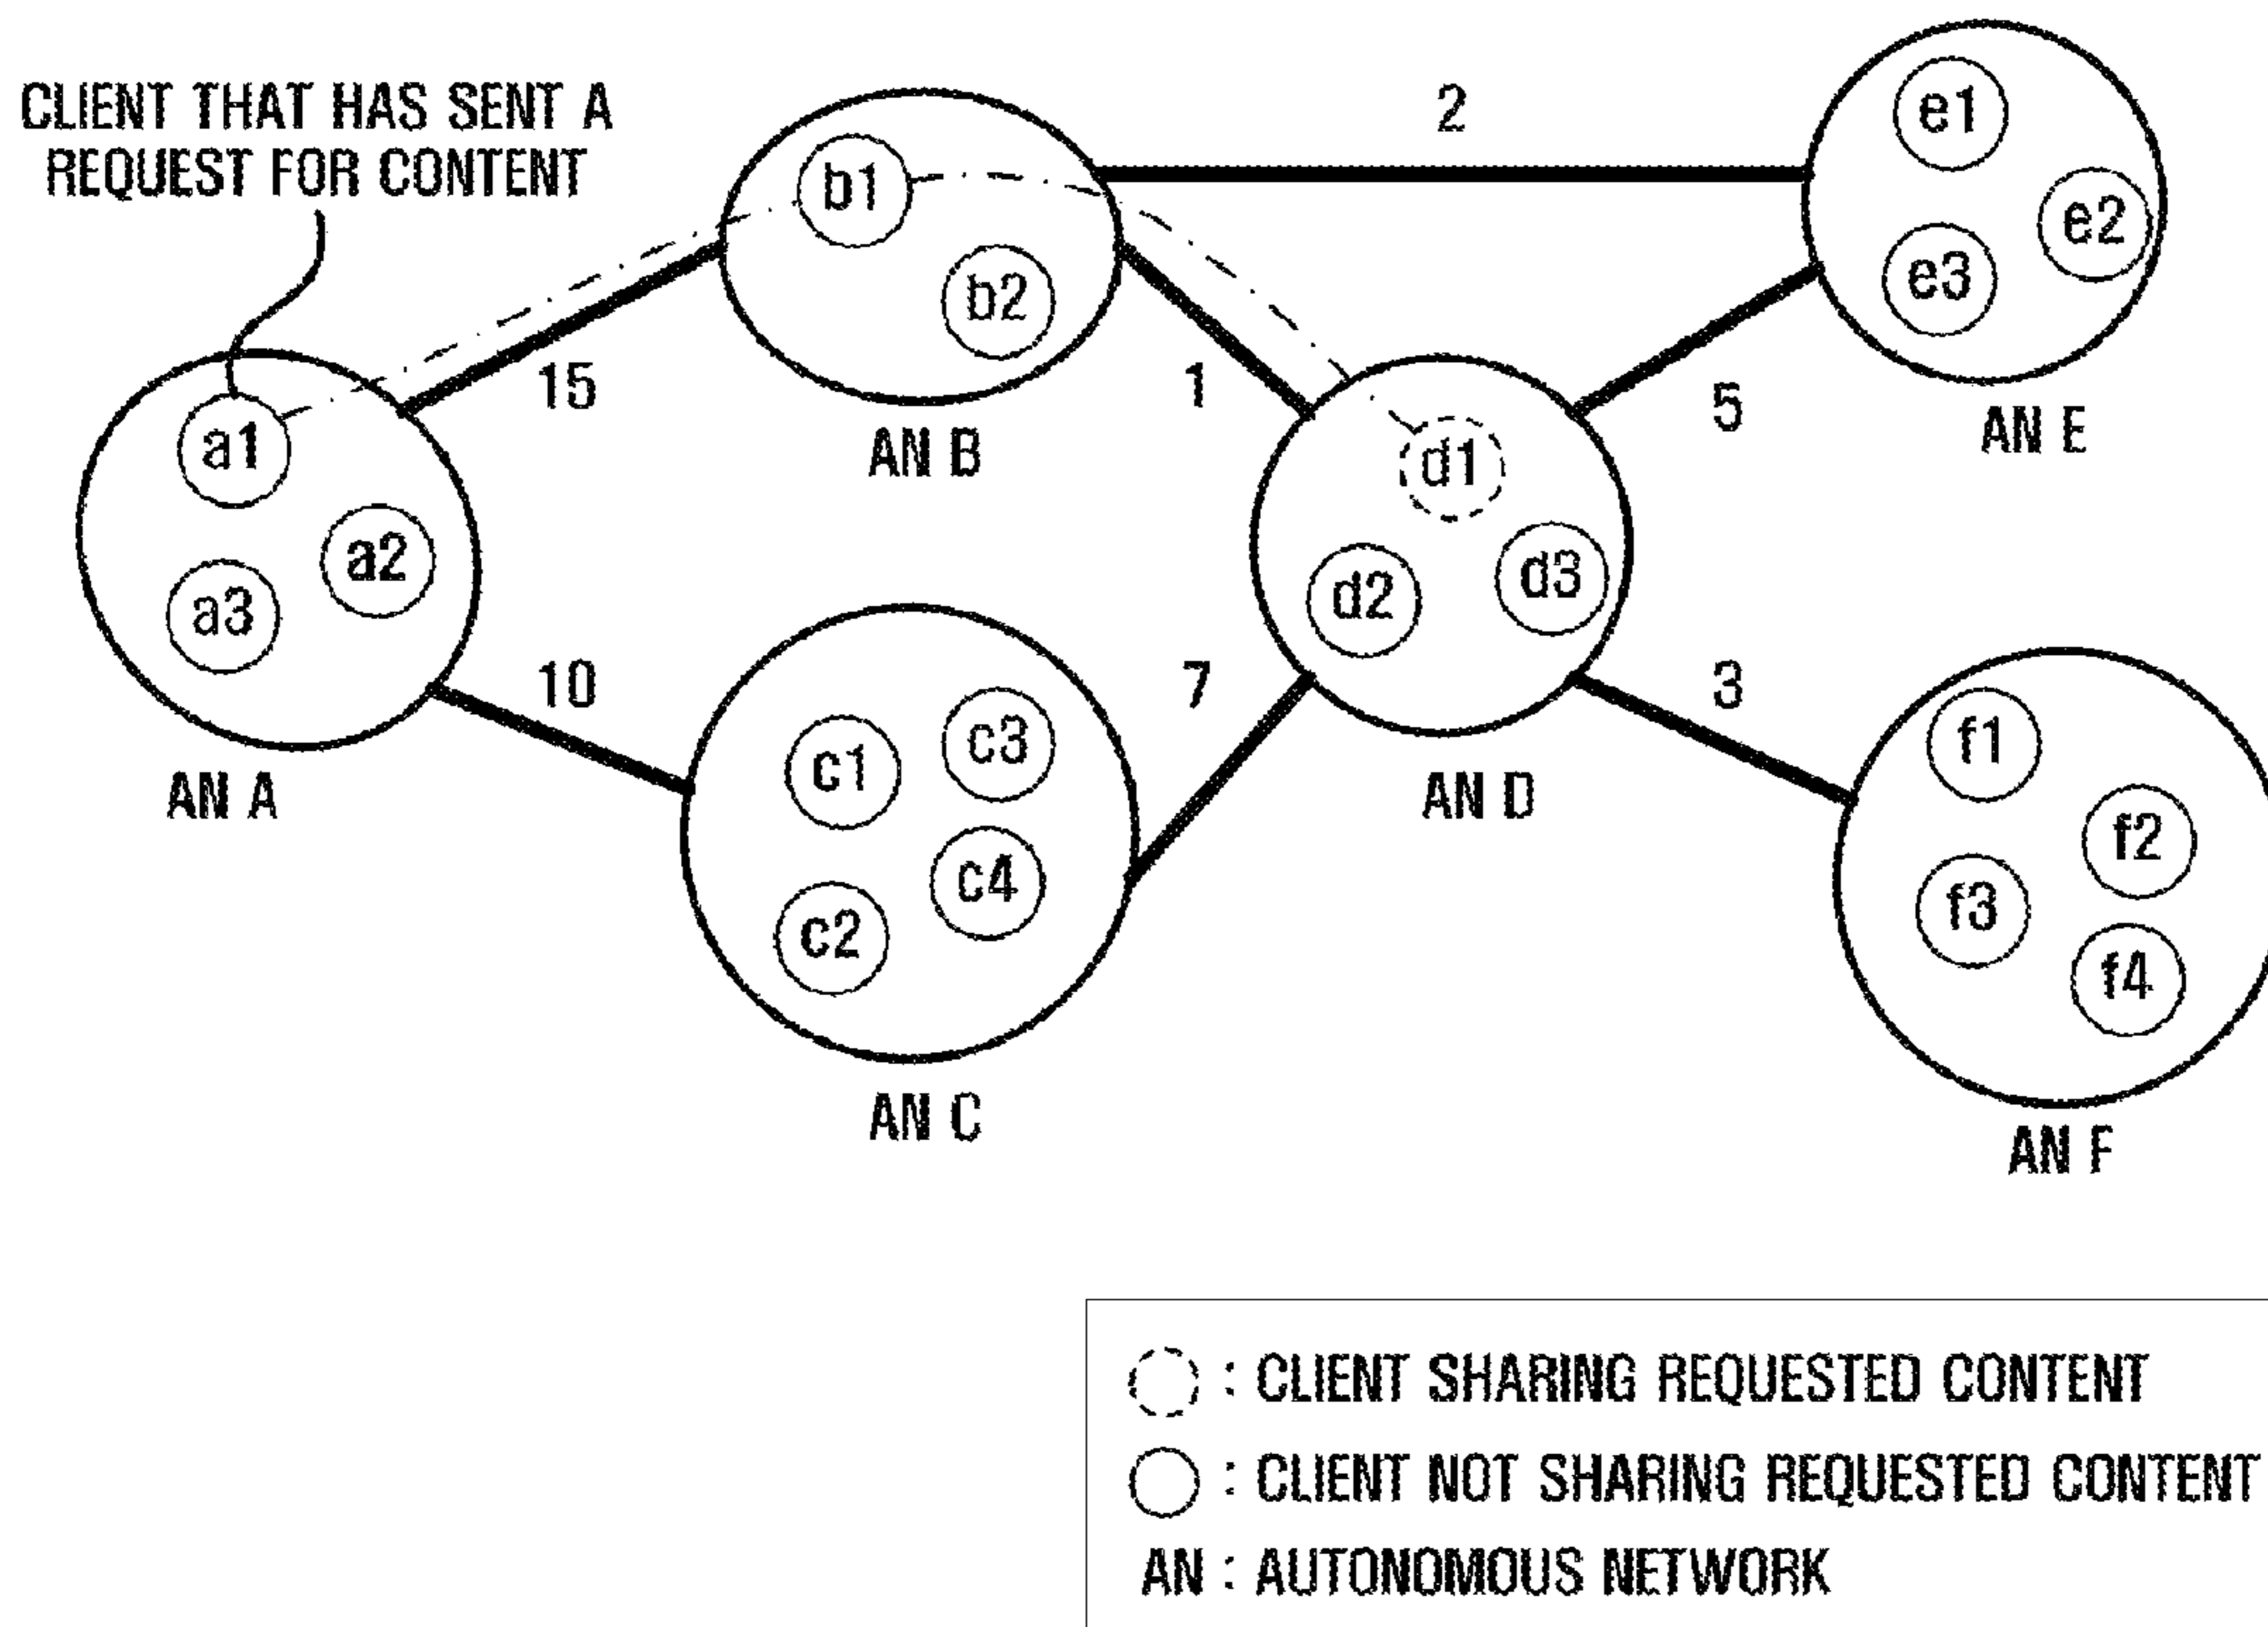 CLIENT THAT HAS SENT A
REQUEST FOR CONTENT
2
e1
e2
e3
AN E
b1
b2
AN B
15
1
5
a1
a2
a3
AN A
d1
d2
d3
AN D
10
7
3
c1
c3
c4
c2
AN C
f1
f2
f3
f4
AN F
: CLIENT SHARING REQUESTED CONTENT
: CLIENT NOT SHARING REQUESTED CONTENT
AN : AUTONOMOUS NETWORK